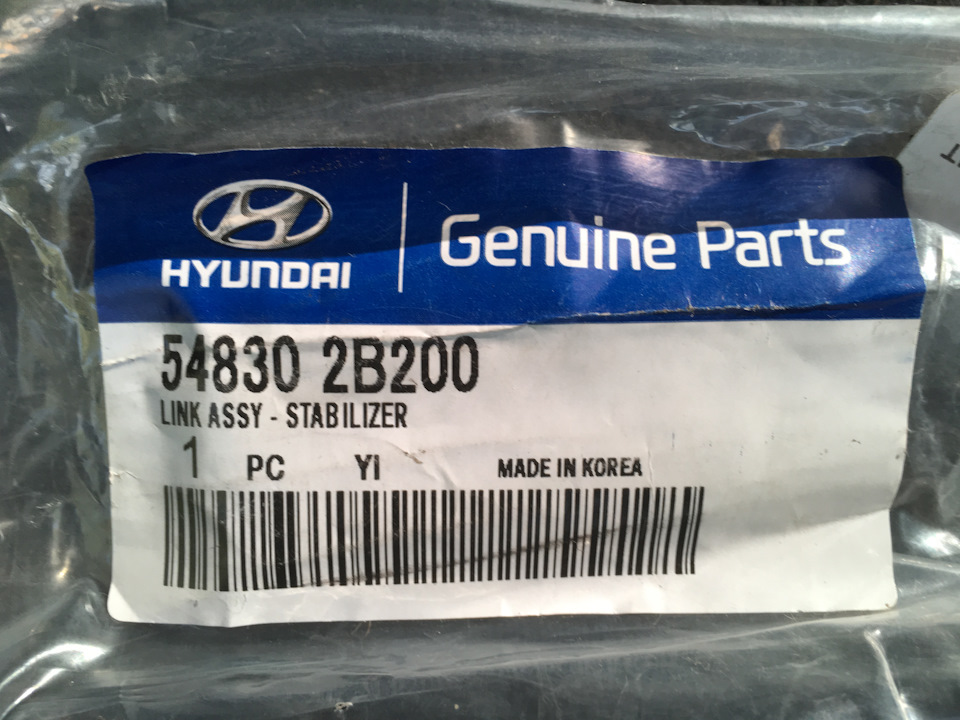 HYUNDAI
Genuine Parts
54830 2B200
LINK ASSY - STABILIZER
1 PC YI MADE IN KOREA